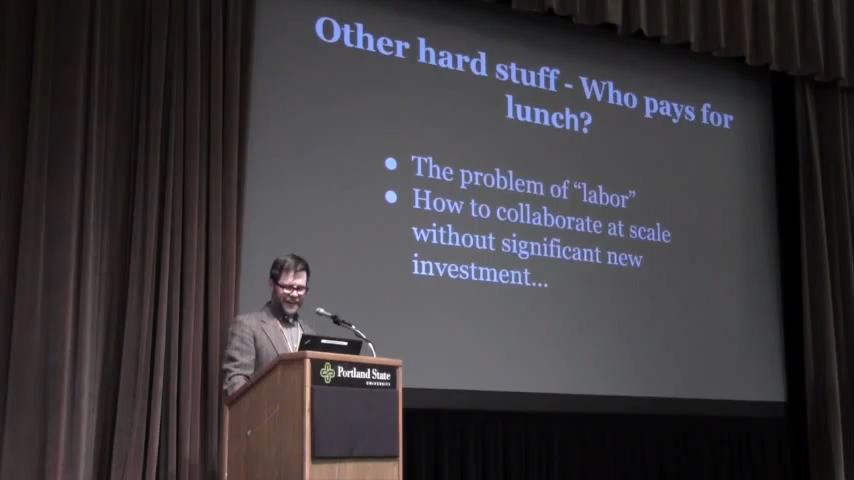 Other hard stuff - Who pays for
lunch?
● The problem of “labor”
● How to collaborate at scale
without significant new
investment...
Portland State
UNIVERSITY